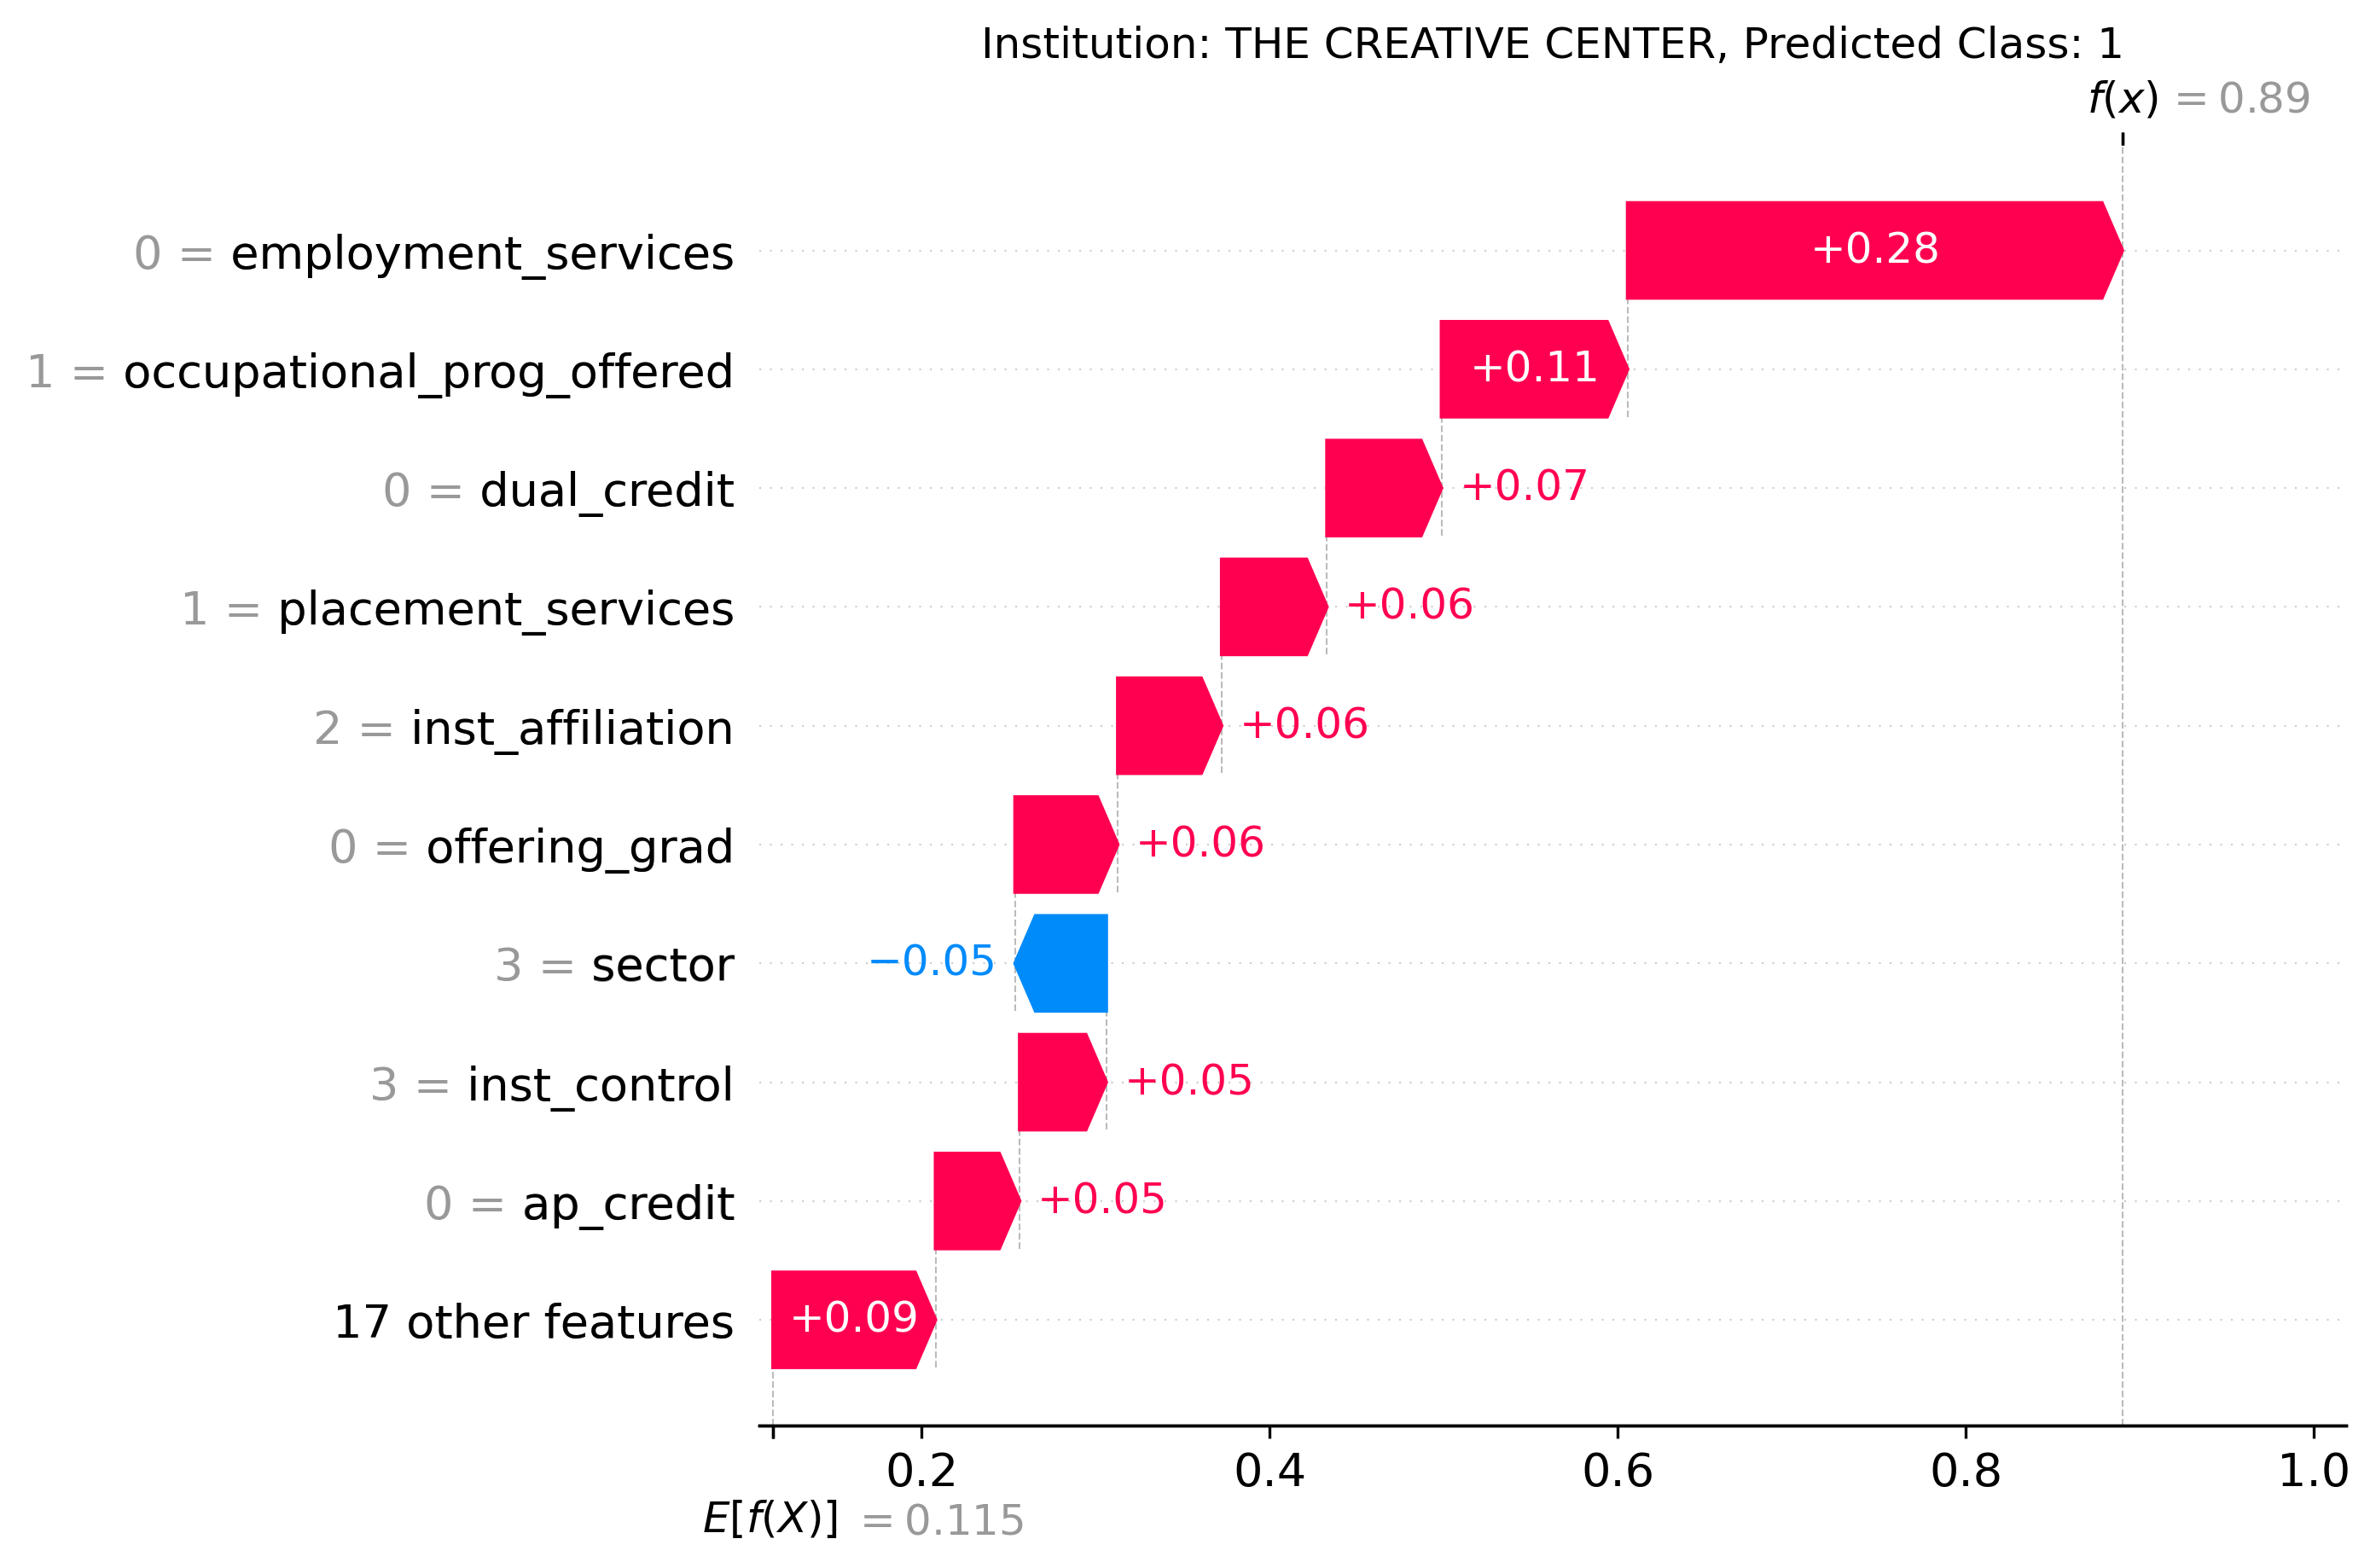 Institution: THE CREATIVE CENTER, Predicted Class: 1
f(x) = 0.89
0 = employment_services +0.28
1 = occupational_prog_offered +0.11
0 = dual_credit +0.07
1 = placement_services +0.06
2 = inst_affiliation +0.06
0 = offering_grad +0.06
3 = sector −0.05
3 = inst_control +0.05
0 = ap_credit +0.05
17 other features +0.09
0.2 0.4 0.6 0.8 1.0
E[f(X)] = 0.115